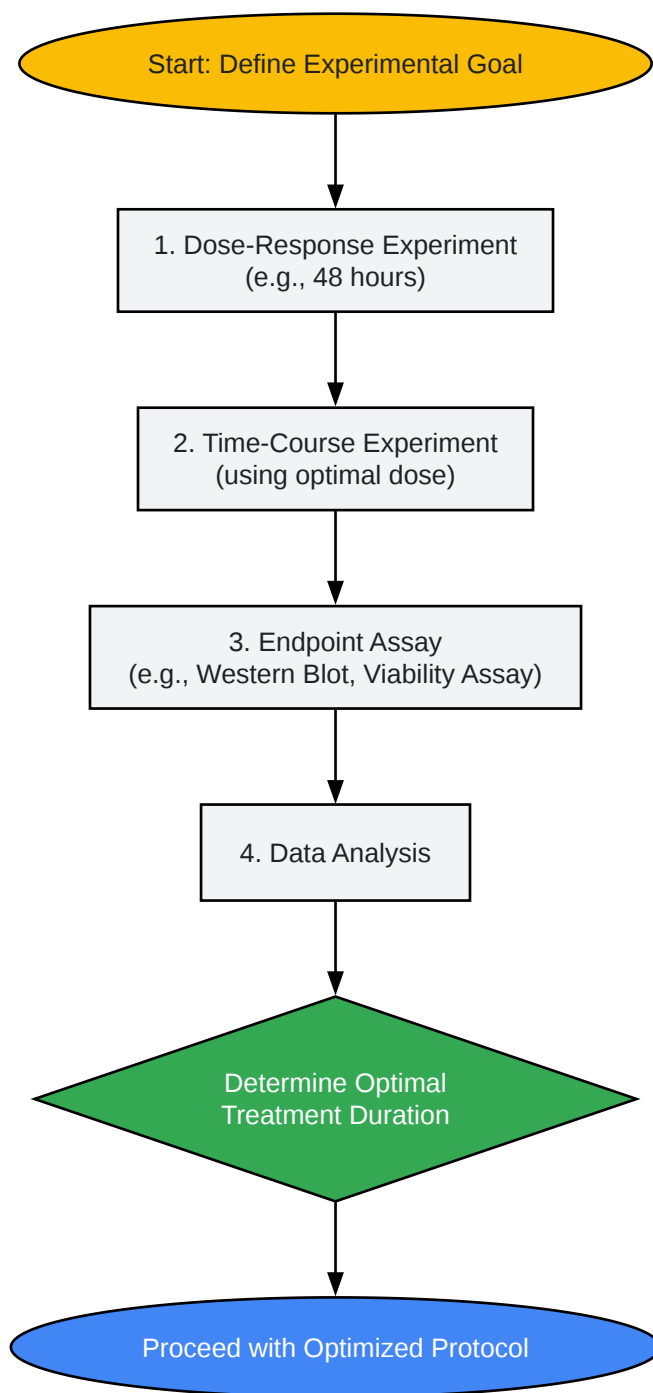 Start: Define Experimental Goal
1. Dose-Response Experiment
(e.g., 48 hours)
2. Time-Course Experiment
(using optimal dose)
3. Endpoint Assay
(e.g., Western Blot, Viability Assay)
4. Data Analysis
Determine Optimal
Treatment Duration
Proceed with Optimized Protocol